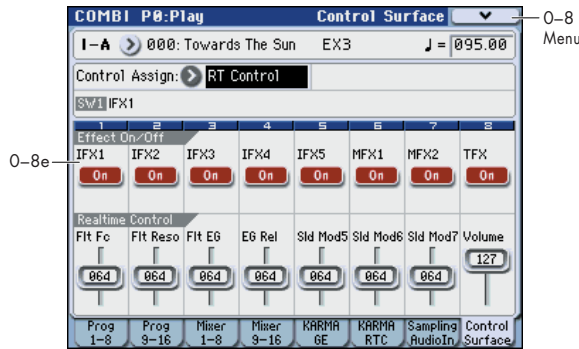 COMBI P0:Play Control Surface
0–8
Menu
I–A 000: Towards The Sun EX3 ♩= 095.00
Control Assign: RT Control
SW1 IFX1
1 2 3 4 5 6 7 8
Effect On/Off
0–8e
IFX1 IFX2 IFX3 IFX4 IFX5 MFX1 MFX2 TFX
On On On On On On On On
Realtime Control
Flt Fc Flt Reso Flt EG EG Rel Sld Mod5 Sld Mod6 Sld Mod7 Volume
064 064 064 064 064 064 064 127
Prog Prog Mixer Mixer KARMA KARMA Sampling Control
1–8 9–16 1–8 9–16 GE RTC AudioIn Surface